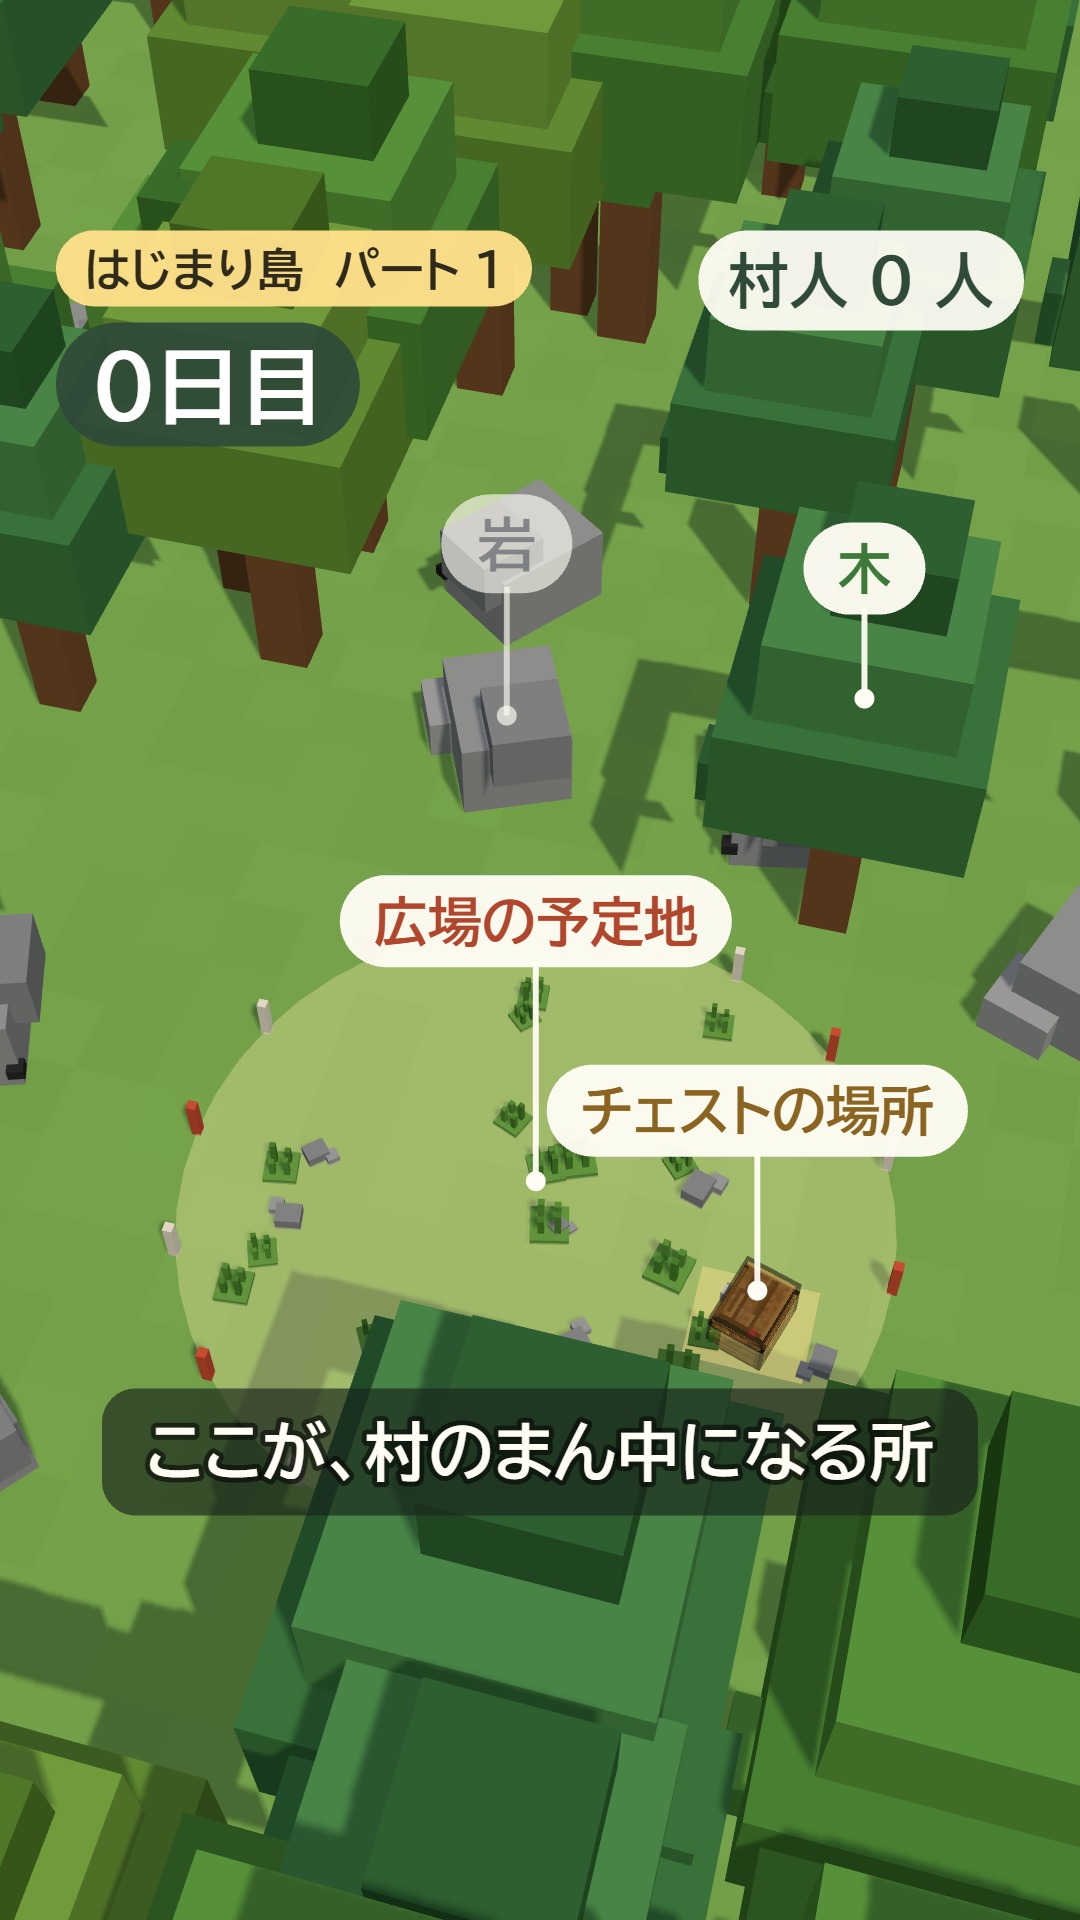 はじまり島 パート 1
村人 0 人
0日目
岩
木
広場の予定地
チェストの場所
ここが、村のまん中になる所